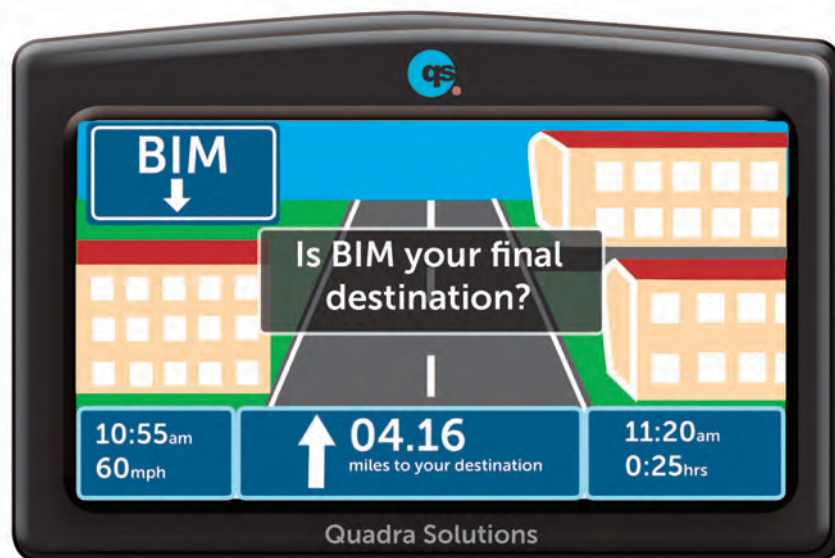 qs.
BIM
Is BIM your final
destination?
10:55am
60mph
04.16
miles to your destination
11:20am
0:25hrs
Quadra Solutions